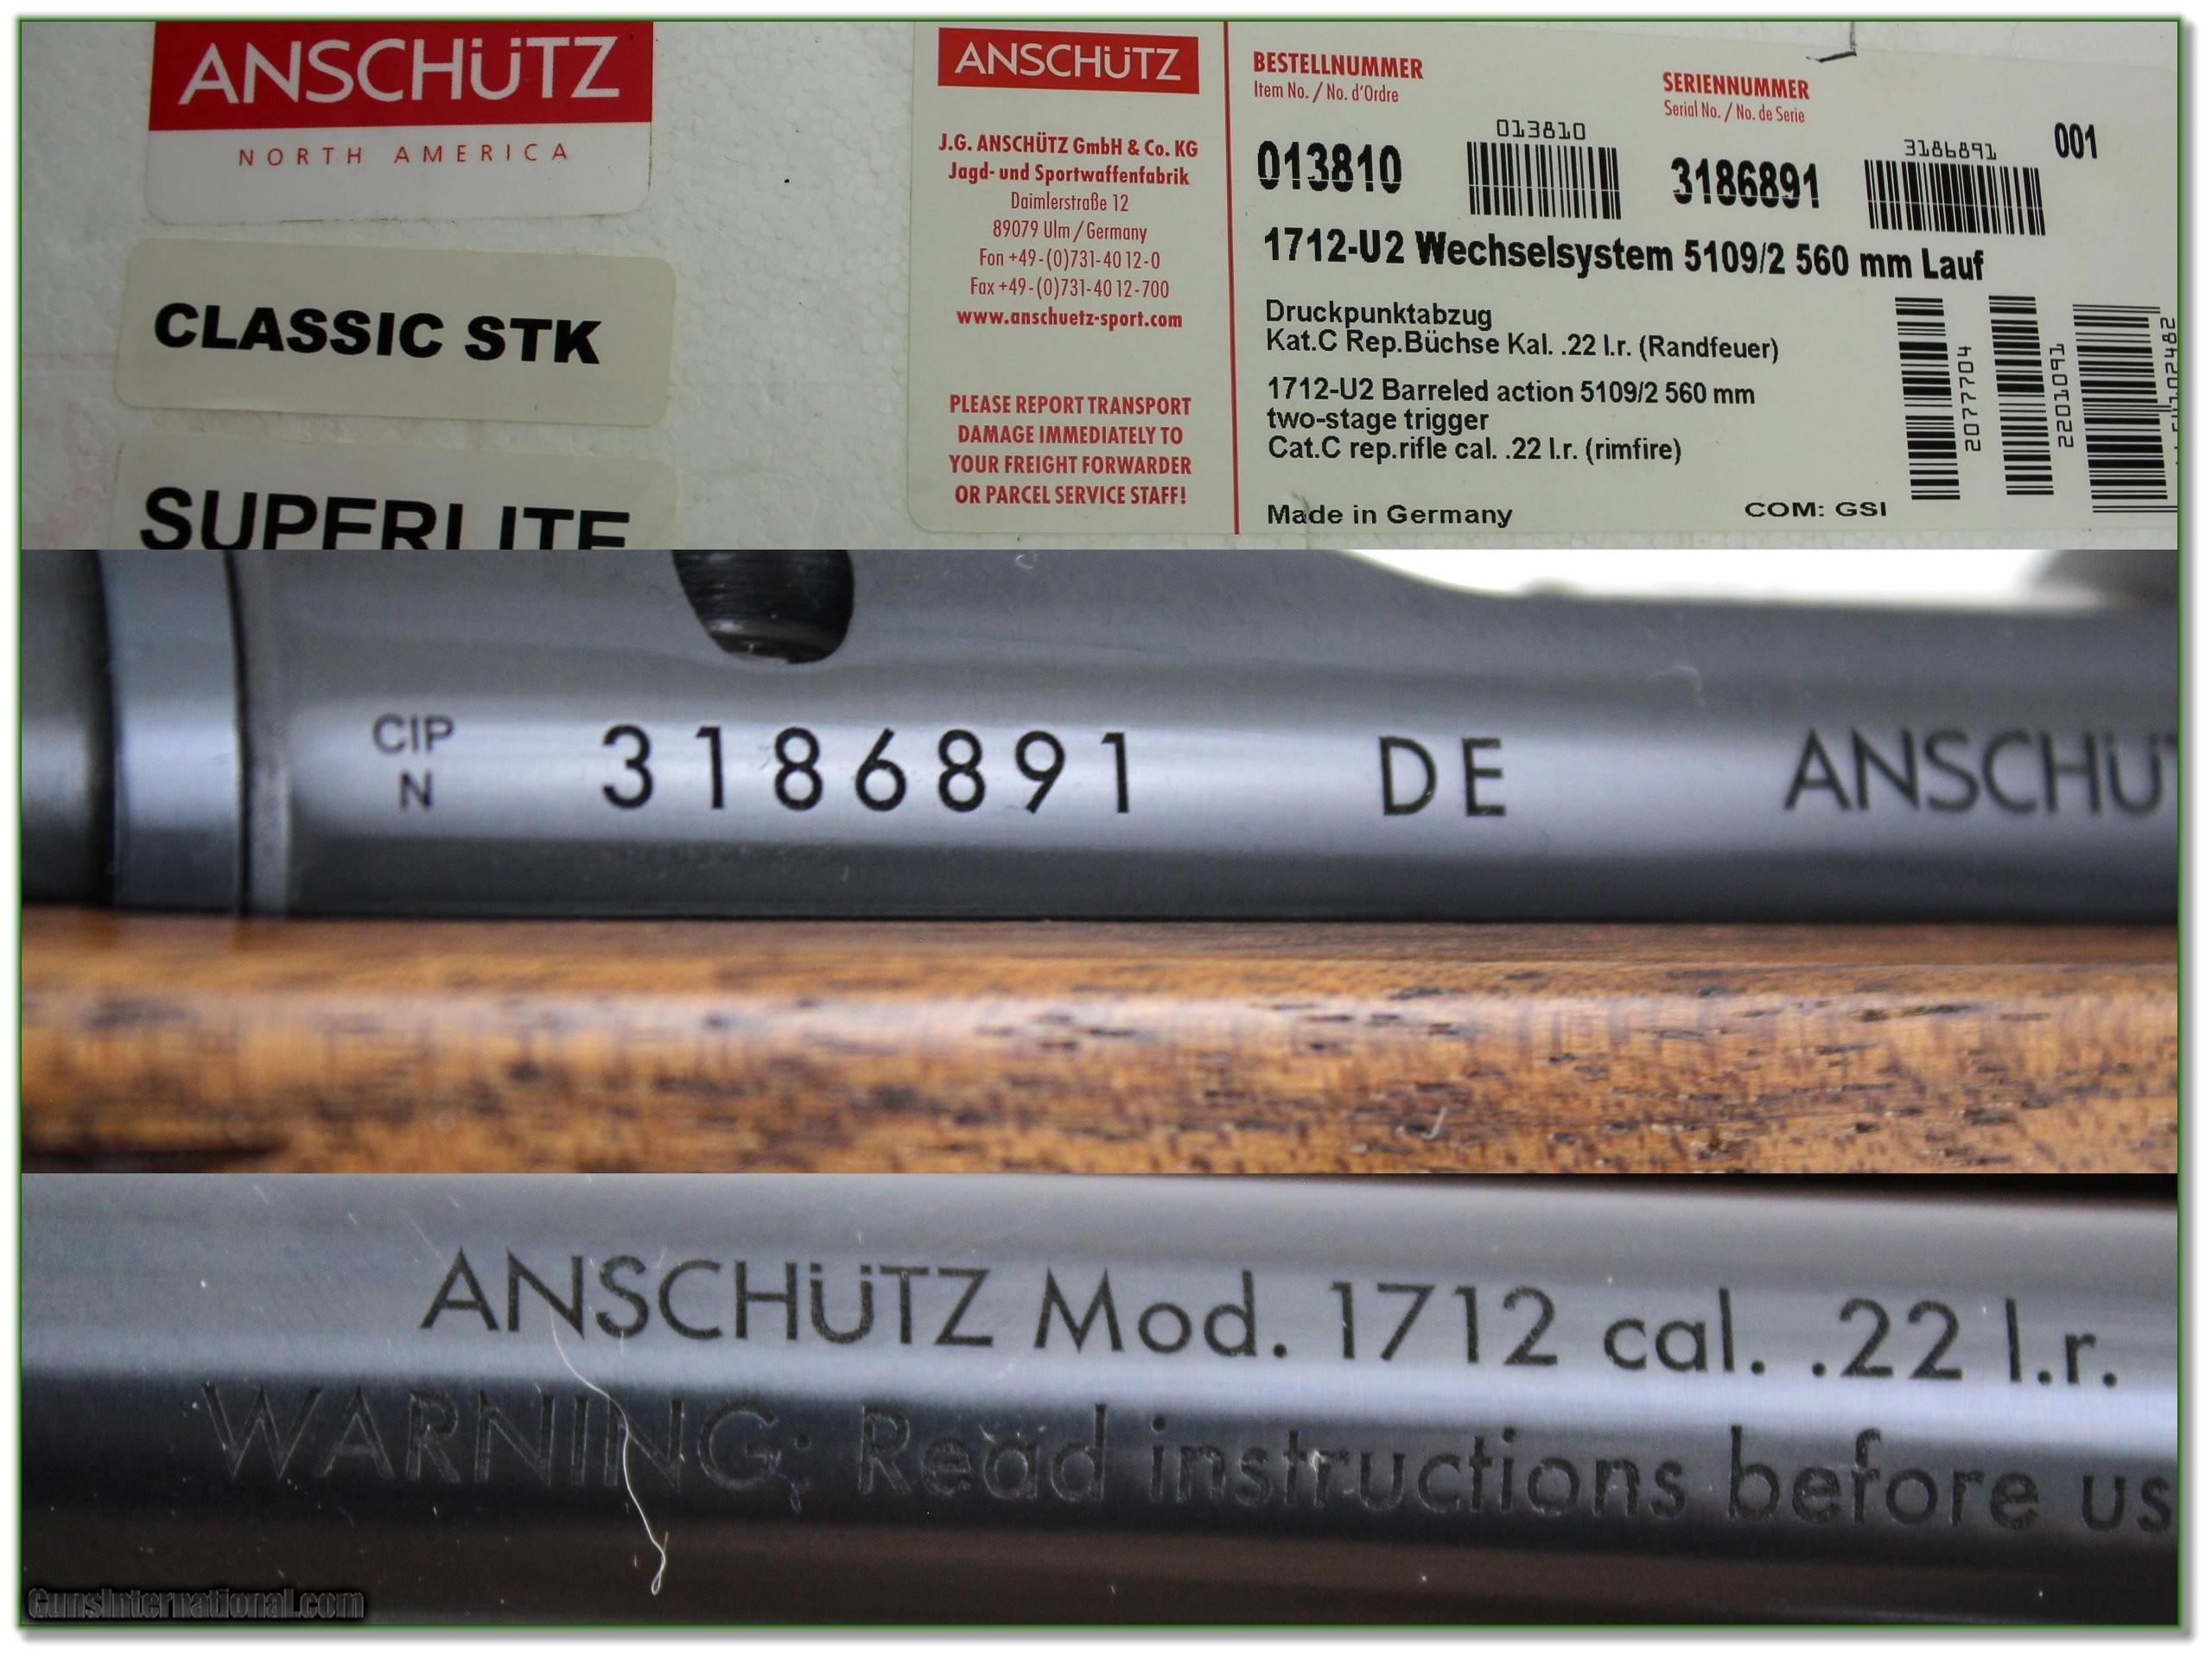 ANSCHÜTZ
NORTH AMERICA
CLASSIC STK
SUPERLITE
ANSCHÜTZ
J.G. ANSCHÜTZ GmbH & Co. KG
Jagd- und Sportwaffenfabrik
Daimlerstraße 12
89079 Ulm / Germany
Fon +49-(0)731-40 12-0
Fax +49-(0)731-40 12-700
www.anschuetz-sport.com
PLEASE REPORT TRANSPORT
DAMAGE IMMEDIATELY TO
YOUR FREIGHT FORWARDER
OR PARCEL SERVICE STAFF!
BESTELLNUMMER
Item No. / No. d'Ordre
013810
013810
SERIENNUMMER
Serial No. / No. de Serie
3186891
3186891
001
1712-U2 Wechselsystem 5109/2 560 mm Lauf
Druckpunktabzug
Kat.C Rep.Büchse Kal. .22 l.r. (Randfeuer)
1712-U2 Barreled action 5109/2 560 mm
two-stage trigger
Cat.C rep.rifle cal. .22 l.r. (rimfire)
Made in Germany
COM: GSI
2077704
2201091
CIP
N
3186891 DE ANSCHÜT
ANSCHÜTZ Mod. 1712 cal. .22 l.r.
WARNING: Read instructions before us
GunsInternational.com